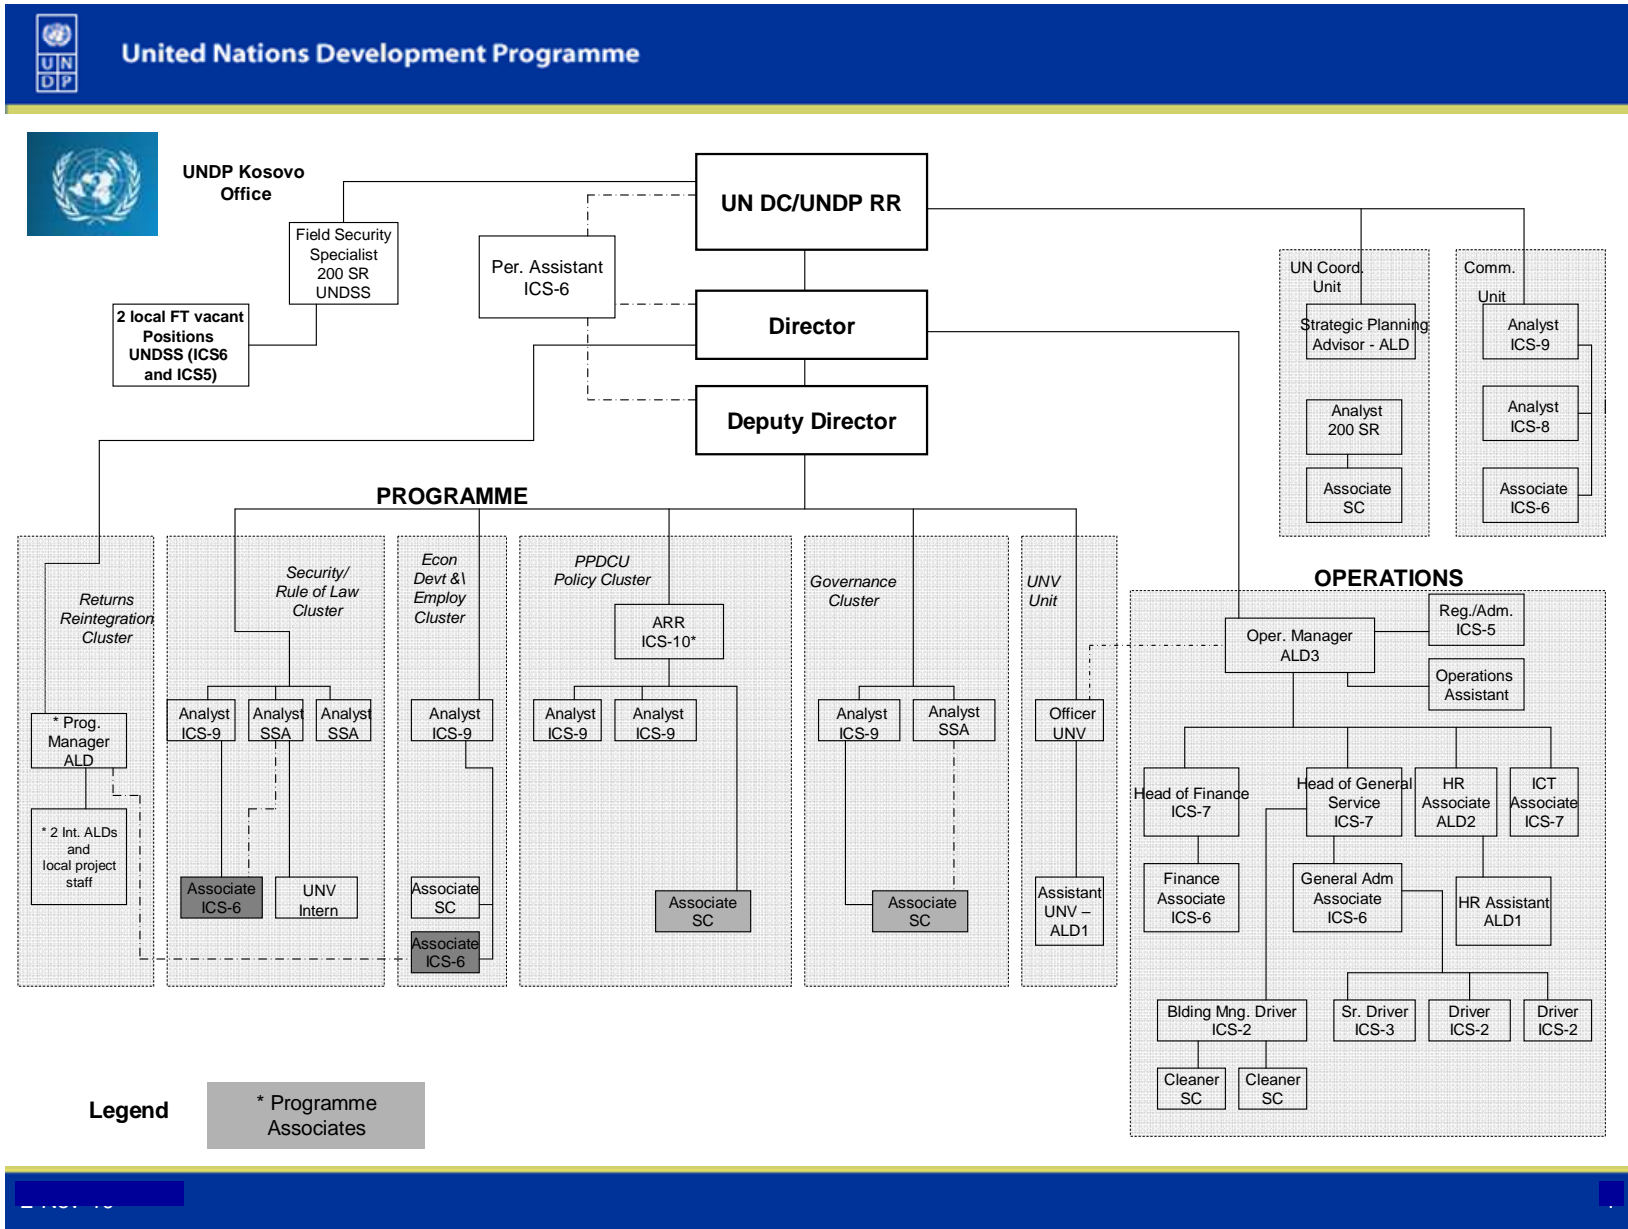 UN
DP
United Nations Development Programme
UNDP Kosovo
Office
UN DC/UNDP RR
Field Security
Specialist
200 SR
UNDSS
Per. Assistant
ICS-6
2 local FT vacant
Positions
UNDSS (ICS6
and ICS5)
Director
Deputy Director
UN Coord.
Unit
Strategic Planning
Advisor - ALD
Analyst
200 SR
Associate
SC
Comm.
Unit
Analyst
ICS-9
Analyst
ICS-8
Associate
ICS-6
PROGRAMME
Returns
Reintegration
Cluster
* Prog.
Manager
ALD
* 2 Int. ALDs
and
local project
staff
Security/
Rule of Law
Cluster
Analyst
ICS-9
Analyst
SSA
Analyst
SSA
Associate
ICS-6
UNV
Intern
Econ
Devt &\
Employ
Cluster
Analyst
ICS-9
Associate
SC
Associate
ICS-6
PPDCU
Policy Cluster
ARR
ICS-10*
Analyst
ICS-9
Analyst
ICS-9
Associate
SC
Governance
Cluster
Analyst
ICS-9
Analyst
SSA
Associate
SC
UNV
Unit
Officer
UNV
Assistant
UNV –
ALD1
OPERATIONS
Oper. Manager
ALD3
Reg./Adm.
ICS-5
Operations
Assistant
Head of Finance
ICS-7
Head of General
Service
ICS-7
HR
Associate
ALD2
ICT
Associate
ICS-7
Finance
Associate
ICS-6
General Adm
Associate
ICS-6
HR Assistant
ALD1
Blding Mng. Driver
ICS-2
Sr. Driver
ICS-3
Driver
ICS-2
Driver
ICS-2
Cleaner
SC
Cleaner
SC
Legend
* Programme
Associates